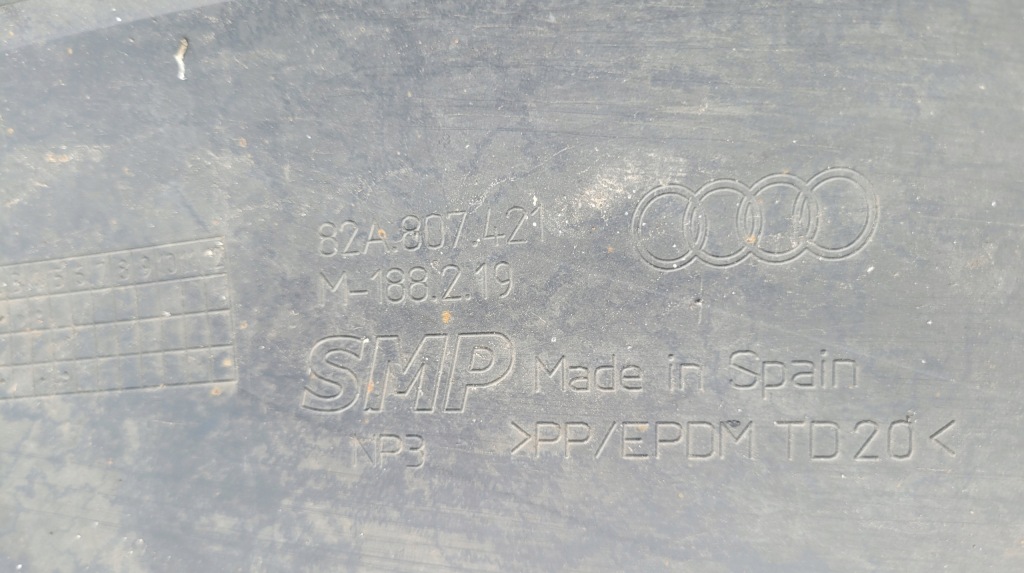 82A.807.421
M-188.2.19
SMP Made in Spain
NP3 >PP/EPDM TD20<